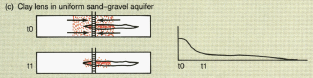 (c) Clay lens in uniform sand-gravel aquifer
t0
t1
t0 t1